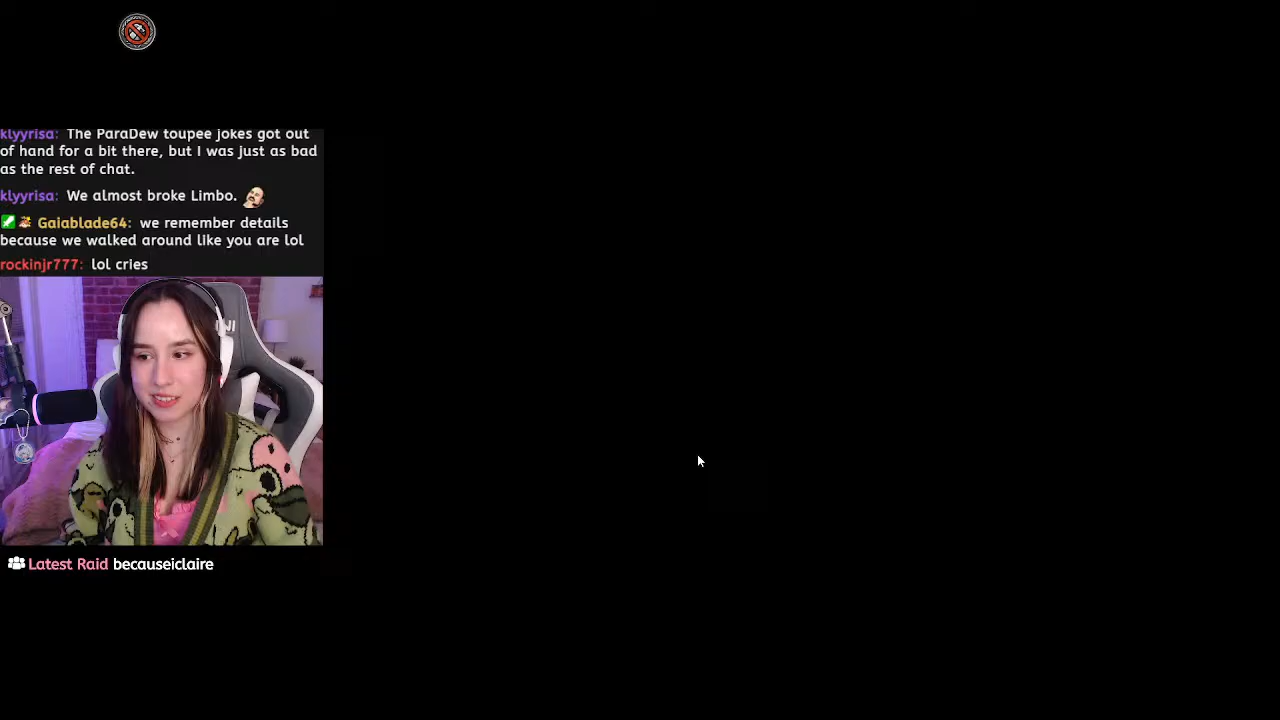 klyyrisa: The ParaDew toupee jokes got out
of hand for a bit there, but I was just as bad
as the rest of chat.
klyyrisa: We almost broke Limbo.
Gaiablade64: we remember details
because we walked around like you are lol
rockinjr777: lol cries
Latest Raid becauseiclaire